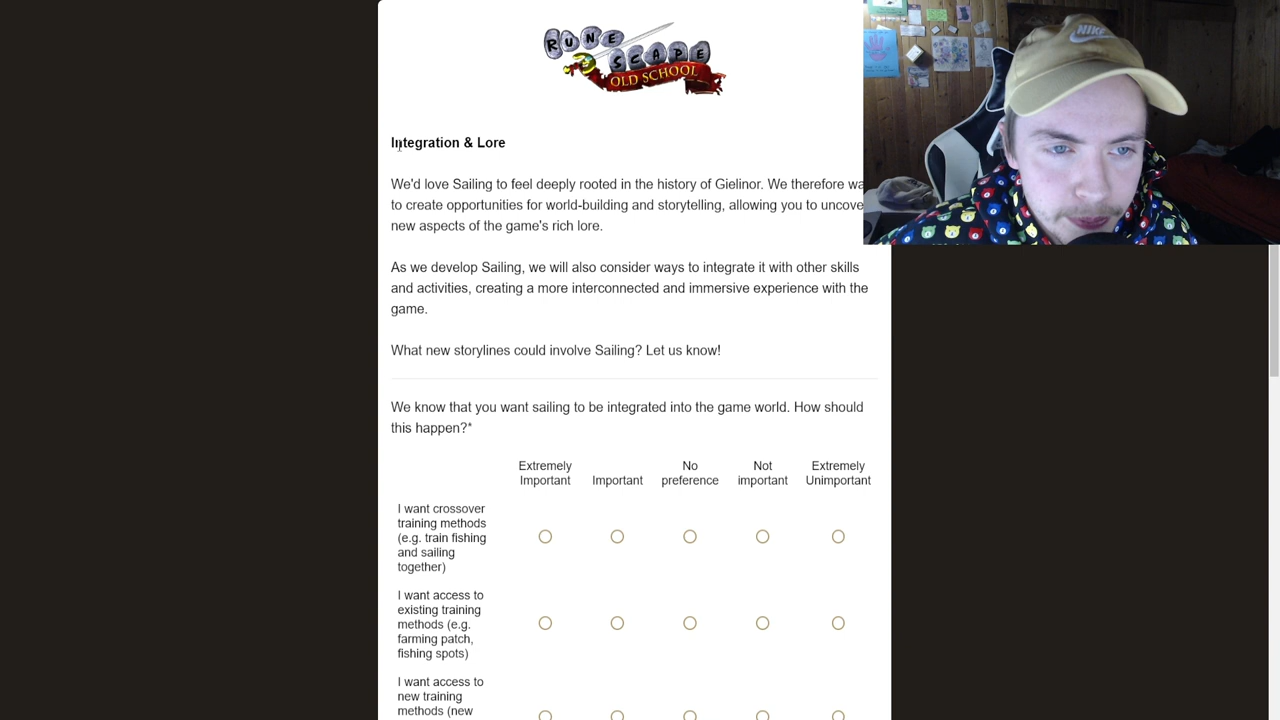 RUNE
SCAPE
OLD SCHOOL
NIKE
Integration & Lore
We'd love Sailing to feel deeply rooted in the history of Gielinor. We therefore wa
to create opportunities for world-building and storytelling, allowing you to uncove
new aspects of the game's rich lore.
As we develop Sailing, we will also consider ways to integrate it with other skills
and activities, creating a more interconnected and immersive experience with the
game.
What new storylines could involve Sailing? Let us know!
We know that you want sailing to be integrated into the game world. How should
this happen?*
Extremely
Important
Important
No
preference
Not
important
Extremely
Unimportant
I want crossover
training methods
(e.g. train fishing
and sailing
together)
I want access to
existing training
methods (e.g.
farming patch,
fishing spots)
I want access to
new training
methods (new